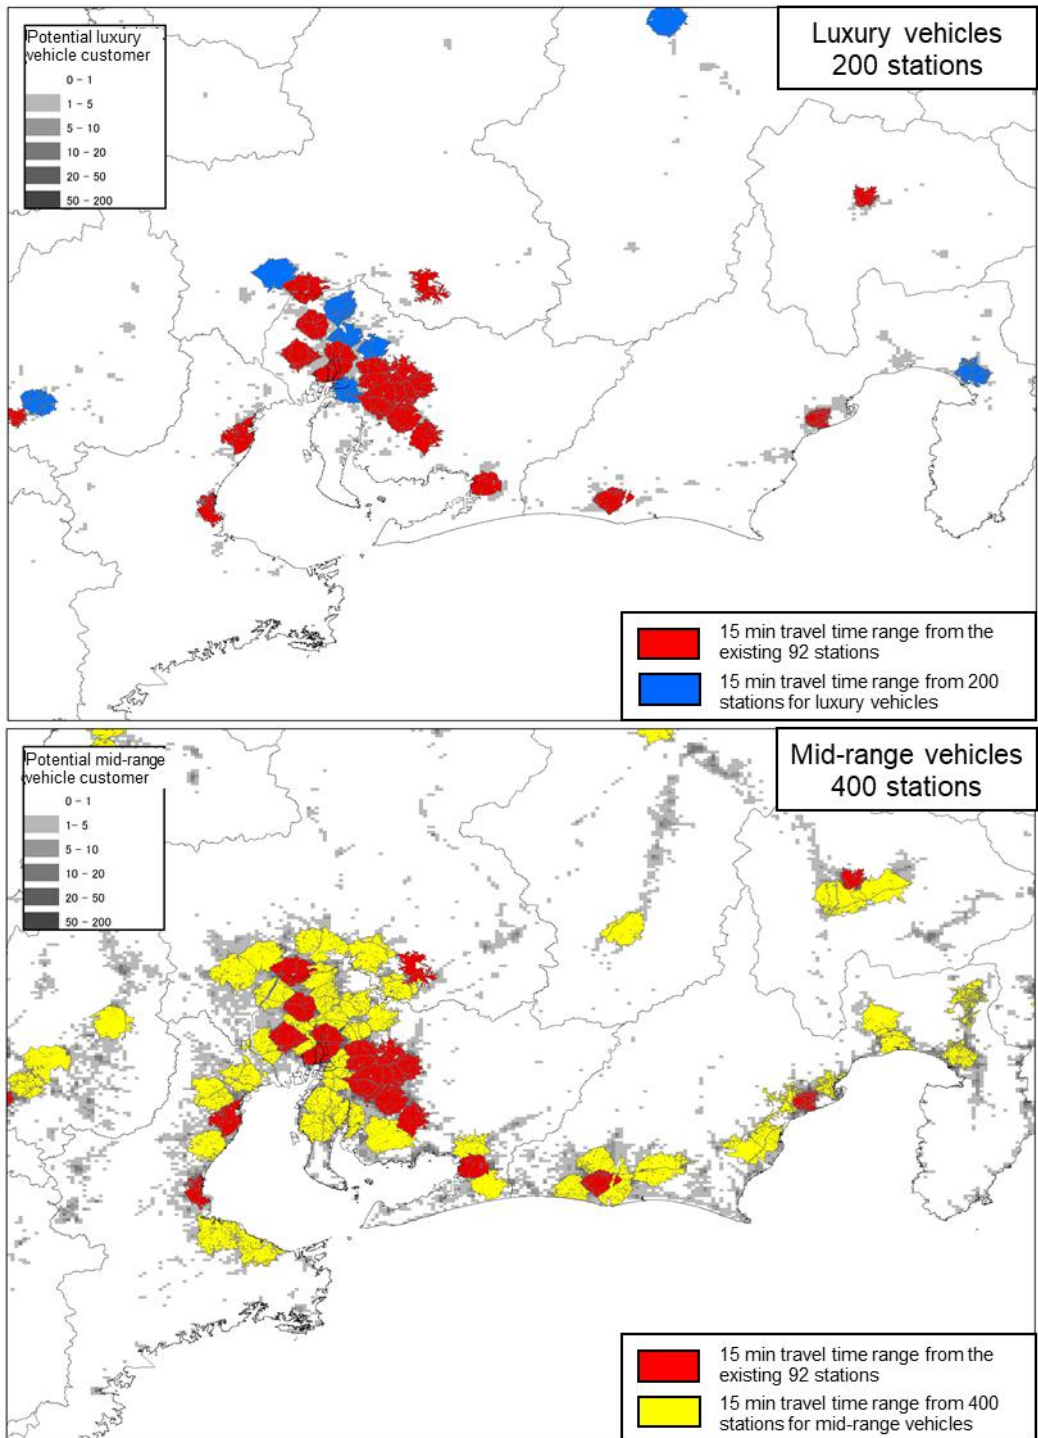 Potential luxury
vehicle customer
0 - 1
1 - 5
5 - 10
10 - 20
20 - 50
50 - 200
Luxury vehicles
200 stations
15 min travel time range from the
existing 92 stations
15 min travel time range from 200
stations for luxury vehicles
Potential mid-range
vehicle customer
0 - 1
1- 5
5 - 10
10 - 20
20 - 50
50 - 200
Mid-range vehicles
400 stations
15 min travel time range from the
existing 92 stations
15 min travel time range from 400
stations for mid-range vehicles